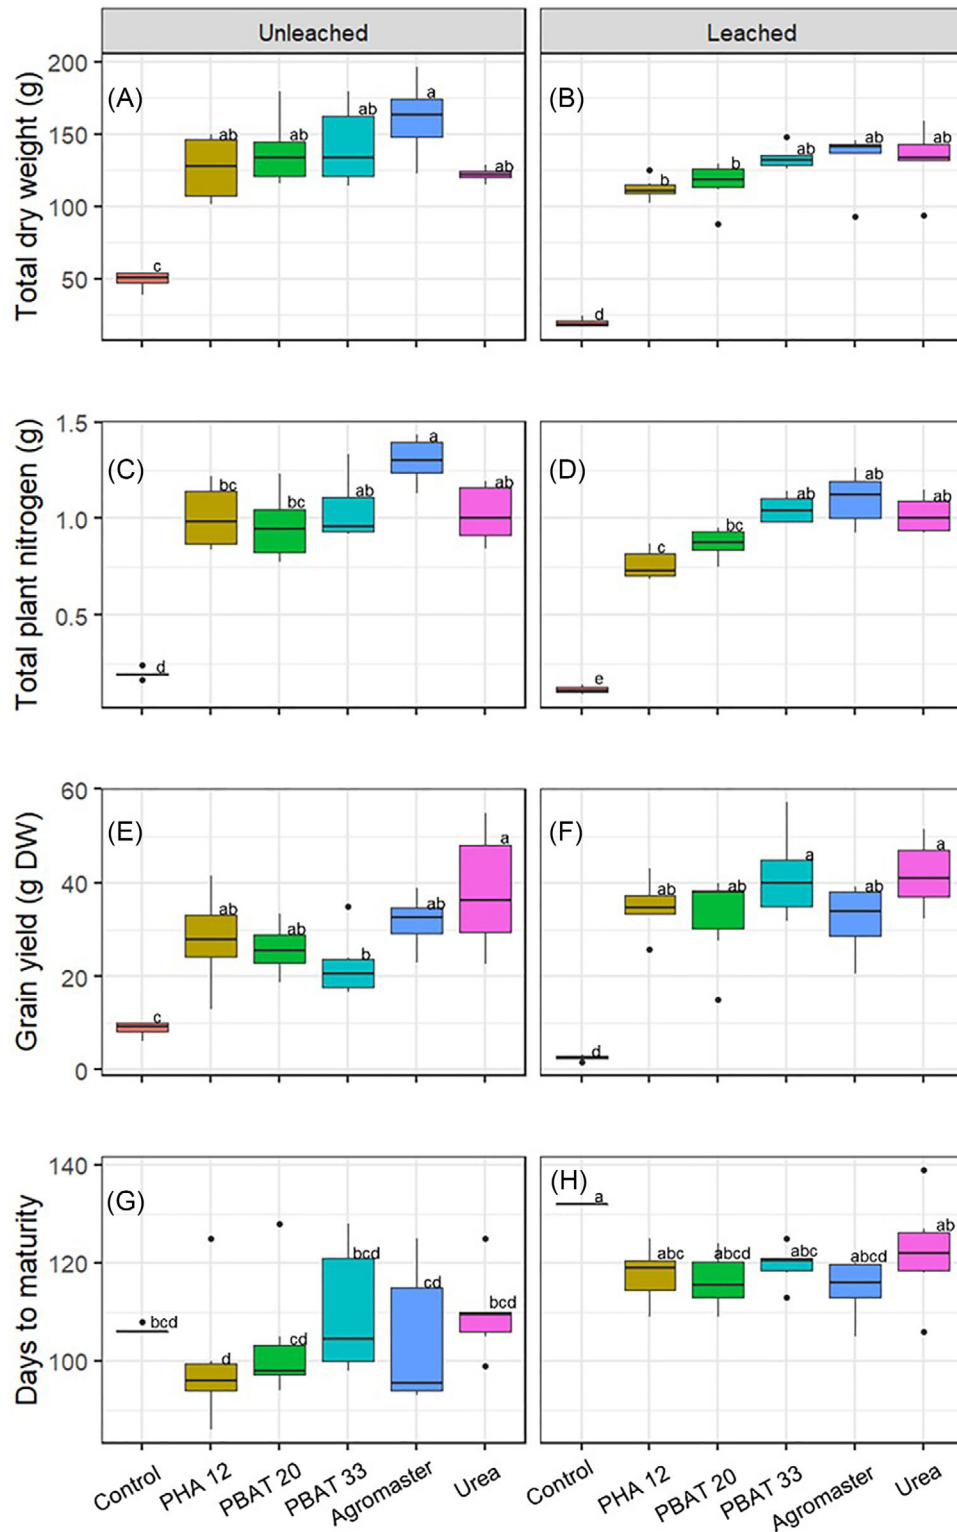 Unleached Leached
Total dry weight (g)
200
150
100
50
(A)
c
ab
ab
ab
a
ab
(B)
d
b
b
ab
ab
ab
Total plant nitrogen (g)
1.5
1.0
0.5
(C)
d
bc
bc
ab
a
ab
(D)
e
c
bc
ab
ab
ab
Grain yield (g DW)
60
40
20
0
(E)
c
ab
ab
b
ab
a
(F)
d
ab
ab
a
ab
a
Days to maturity
140
120
100
(G)
bcd
d
cd
bcd
cd
bcd
(H)
a
abc
abcd
abc
abcd
ab
Control PHA 12 PBAT 20 PBAT 33 Agromaster Urea
Control PHA 12 PBAT 20 PBAT 33 Agromaster Urea